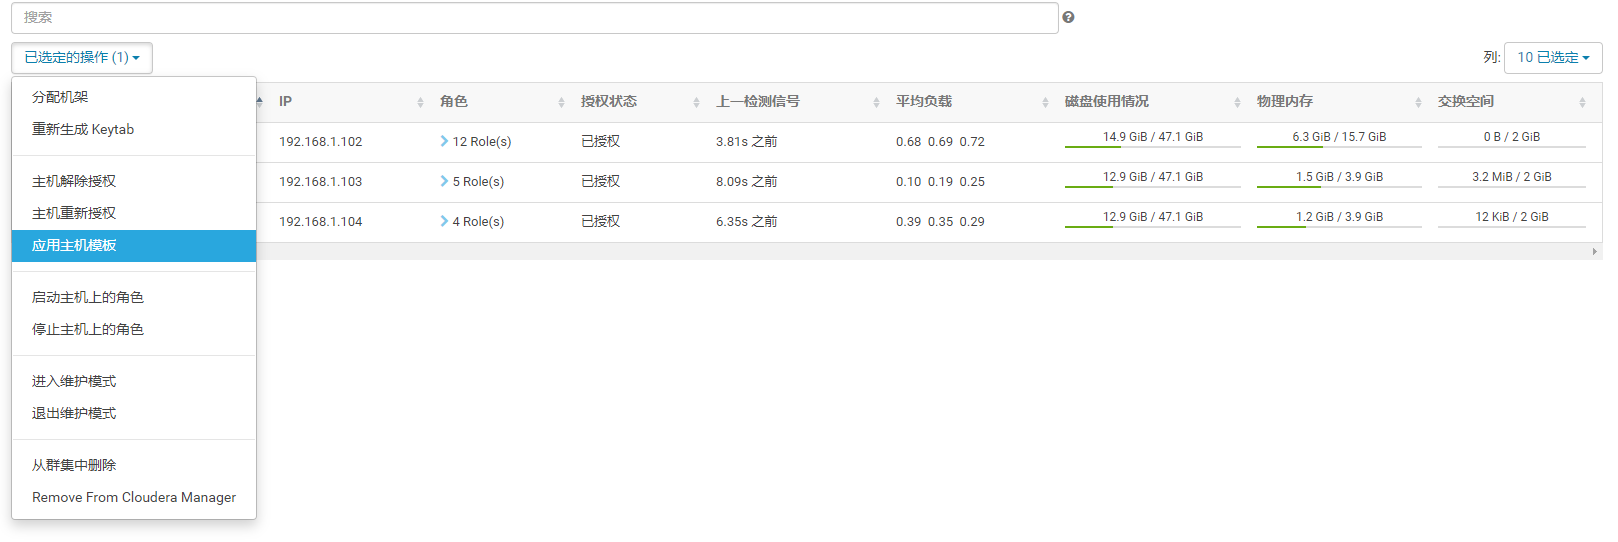 搜索
已选定的操作 (1)
列: 10 已选定
分配机架
重新生成 Keytab
主机解除授权
主机重新授权
应用主机模板
启动主机上的角色
停止主机上的角色
进入维护模式
退出维护模式
从群集中删除
Remove From Cloudera Manager
IP 角色 授权状态 上一检测信号 平均负载 磁盘使用情况 物理内存 交换空间
192.168.1.102 12 Role(s) 已授权 3.81s 之前 0.68 0.69 0.72 14.9 GiB / 47.1 GiB 6.3 GiB / 15.7 GiB 0 B / 2 GiB
192.168.1.103 5 Role(s) 已授权 8.09s 之前 0.10 0.19 0.25 12.9 GiB / 47.1 GiB 1.5 GiB / 3.9 GiB 3.2 MiB / 2 GiB
192.168.1.104 4 Role(s) 已授权 6.35s 之前 0.39 0.35 0.29 12.9 GiB / 47.1 GiB 1.2 GiB / 3.9 GiB 12 KiB / 2 GiB